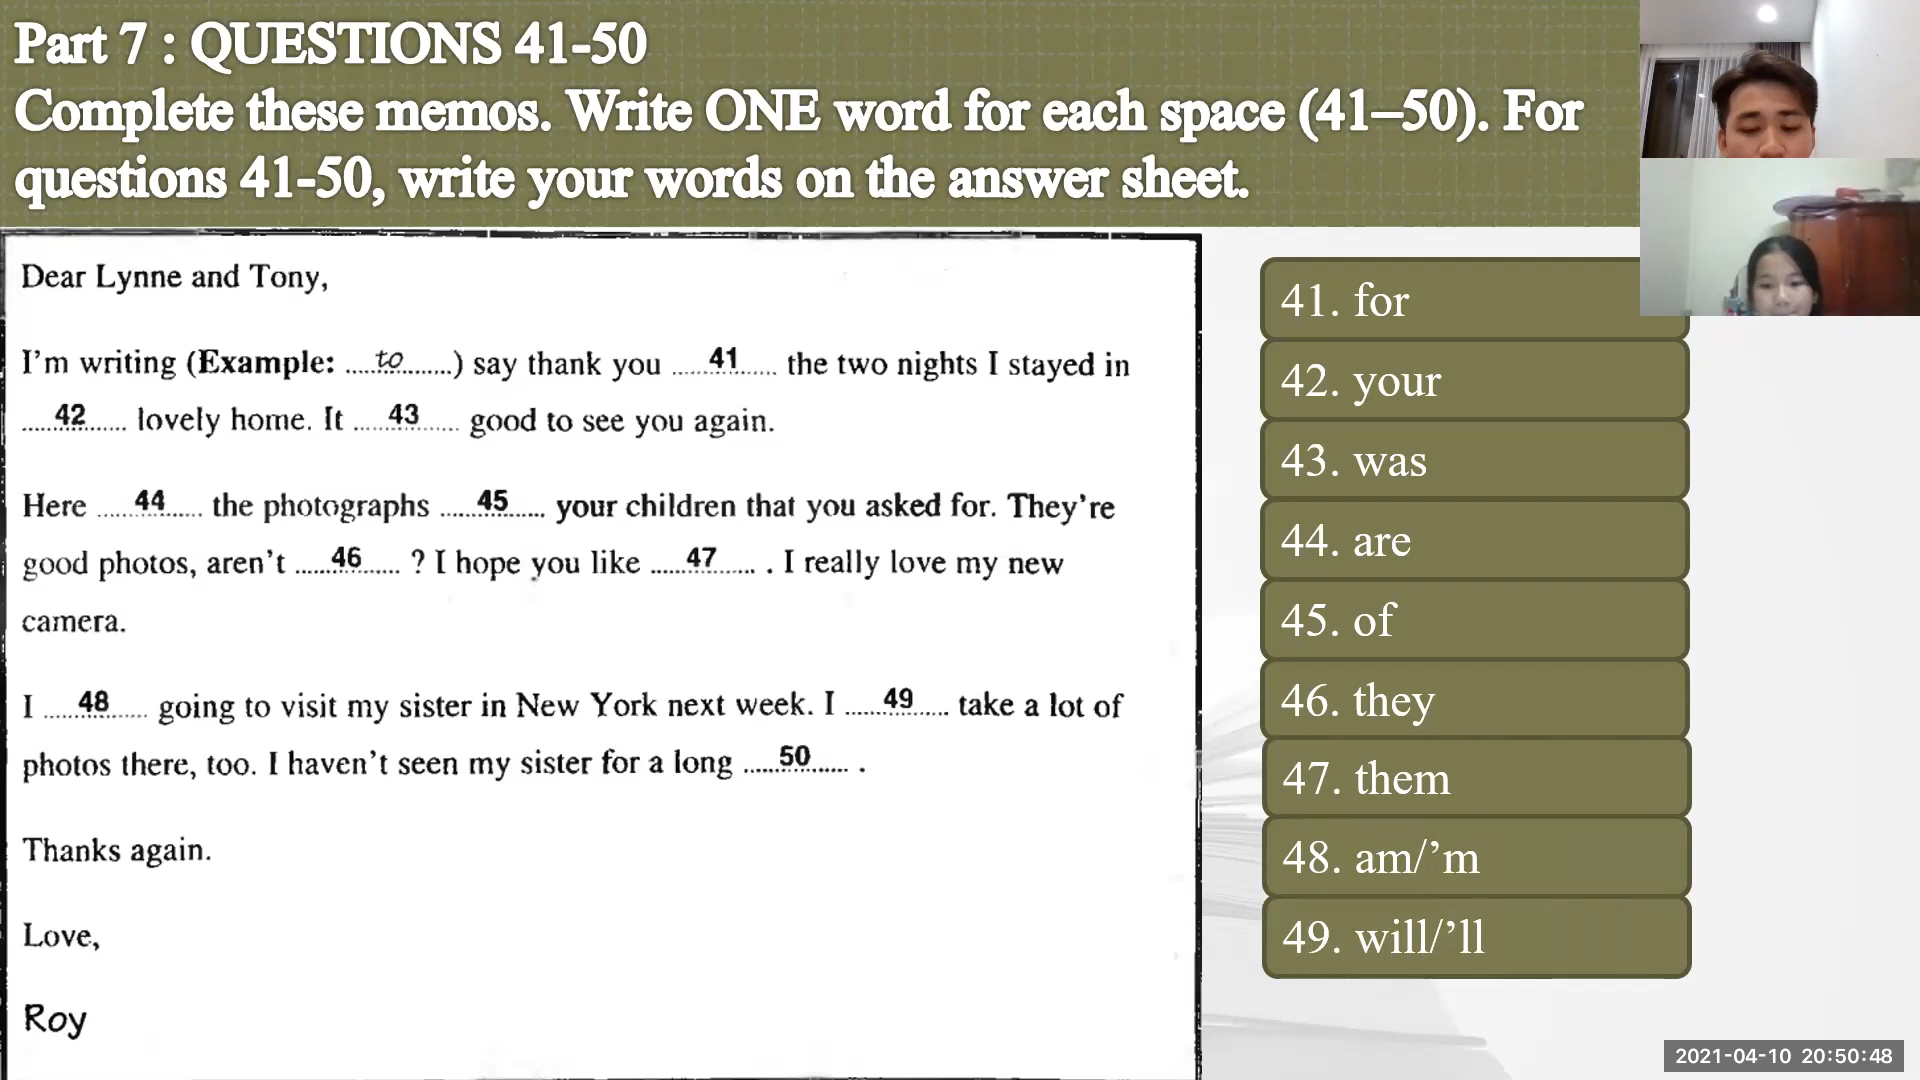 Part 7 : QUESTIONS 41-50
Complete these memos. Write ONE word for each space (41–50). For
questions 41-50, write your words on the answer sheet.
Dear Lynne and Tony,
I'm writing (Example: .....to.........) say thank you ......41...... the two nights I stayed in
.....42...... lovely home. It .....43...... good to see you again.
Here ......44...... the photographs ......45...... your children that you asked for. They're
good photos, aren't ......46...... ? I hope you like ......47...... . I really love my new
camera.
I ......48...... going to visit my sister in New York next week. I ......49...... take a lot of
photos there, too. I haven't seen my sister for a long ......50...... .
Thanks again.
Love,
Roy
41. for
42. your
43. was
44. are
45. of
46. they
47. them
48. am/’m
49. will/’ll
2021-04-10 20:50:48